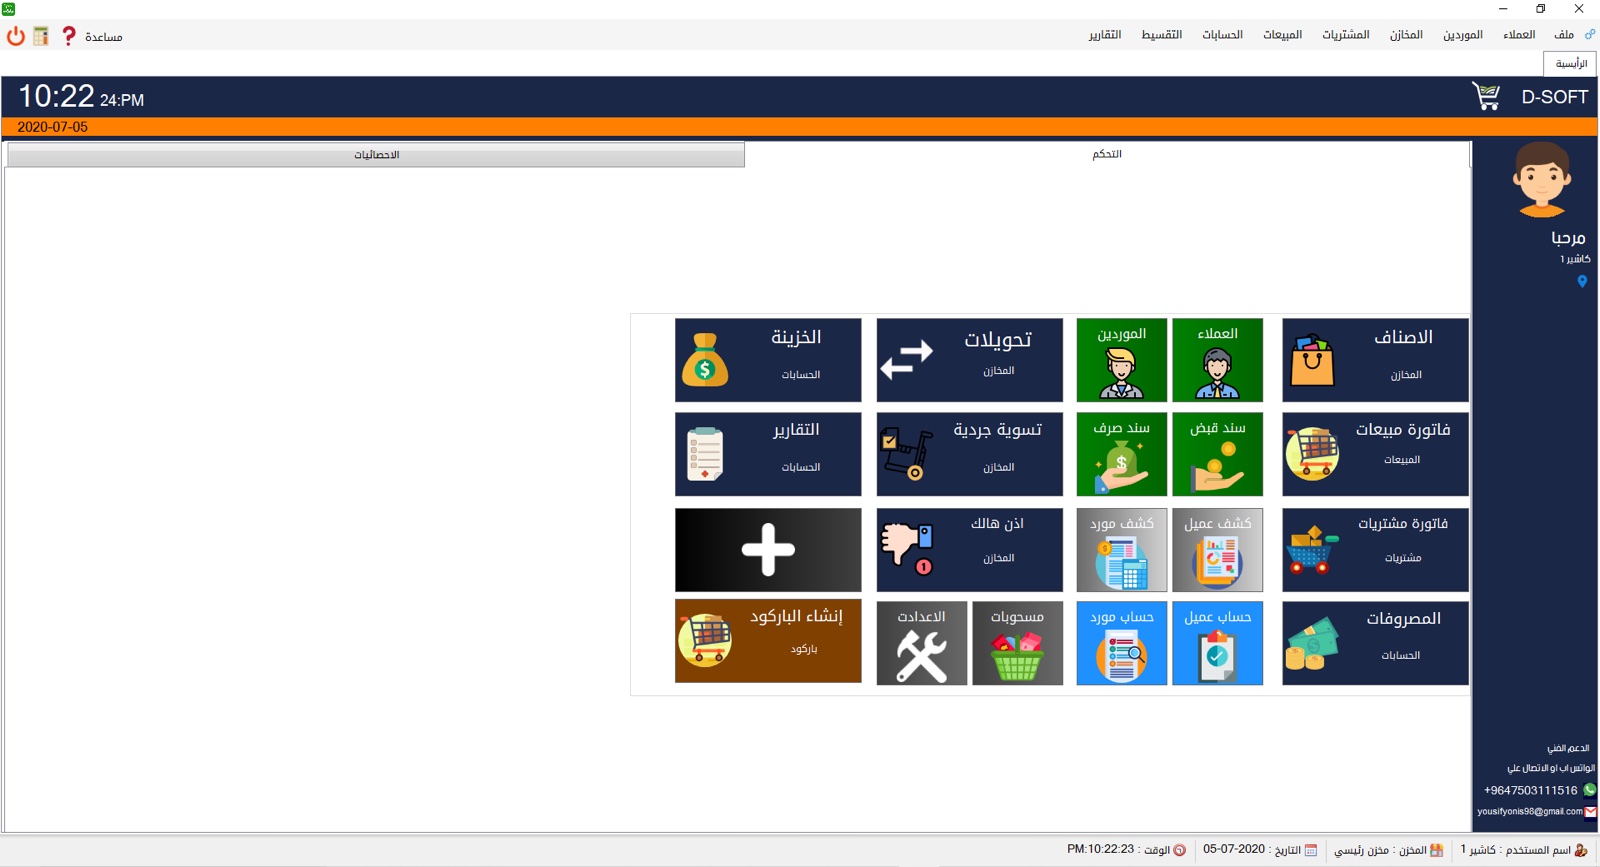 ملف العملاء الموردين المخازن المشتريات المبيعات الحسابات التقسيط التقارير
مساعدة
الرأيسية
D-SOFT
10:22 24:PM
2020-07-05
التحكم
الاحصائيات
مرحبا
كاشير 1
الاصناف
المخازن
العملاء
الموردين
تحويلات
المخازن
الخزينة
الحسابات
فاتورة مبيعات
المبيعات
سند قبض
سند صرف
تسوية جردية
المخازن
التقارير
الحسابات
فاتورة مشتريات
مشتريات
كشف عميل
كشف مورد
اذن هالك
المخازن
المصروفات
الحسابات
حساب عميل
حساب مورد
مسحوبات
الاعدادت
إنشاء الباركود
باركود
الدعم الفني
الواتس اب او الاتصال علي
+9647503111516
yousifyonis98@gmail.com
اسم المستخدم : كاشير 1
المخزن : مخزن رئيسي
التاريخ : 2020-07-05
الوقت : PM:10:22:23